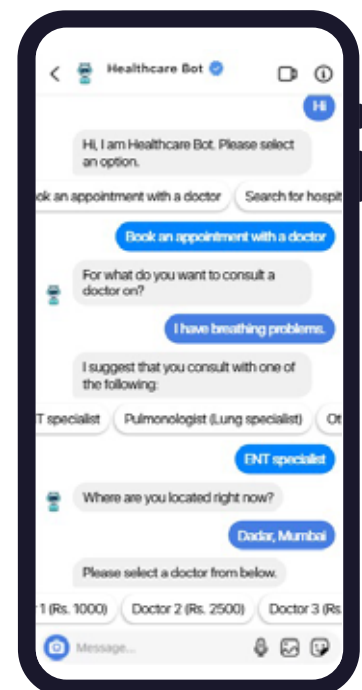 Healthcare Bot
Hi
Hi, I am Healthcare Bot. Please select
an option.
ok an appointment with a doctor Search for hospit
Book an appointment with a doctor
For what do you want to consult a
doctor on?
I have breathing problems.
I suggest that you consult with one of
the following:
T specialist Pulmonologist (Lung specialist) Ot
ENT specialist
Where are you located right now?
Dadar, Mumbai
Please select a doctor from below.
1 (Rs. 1000) Doctor 2 (Rs. 2500) Doctor 3 (Rs.
Message...